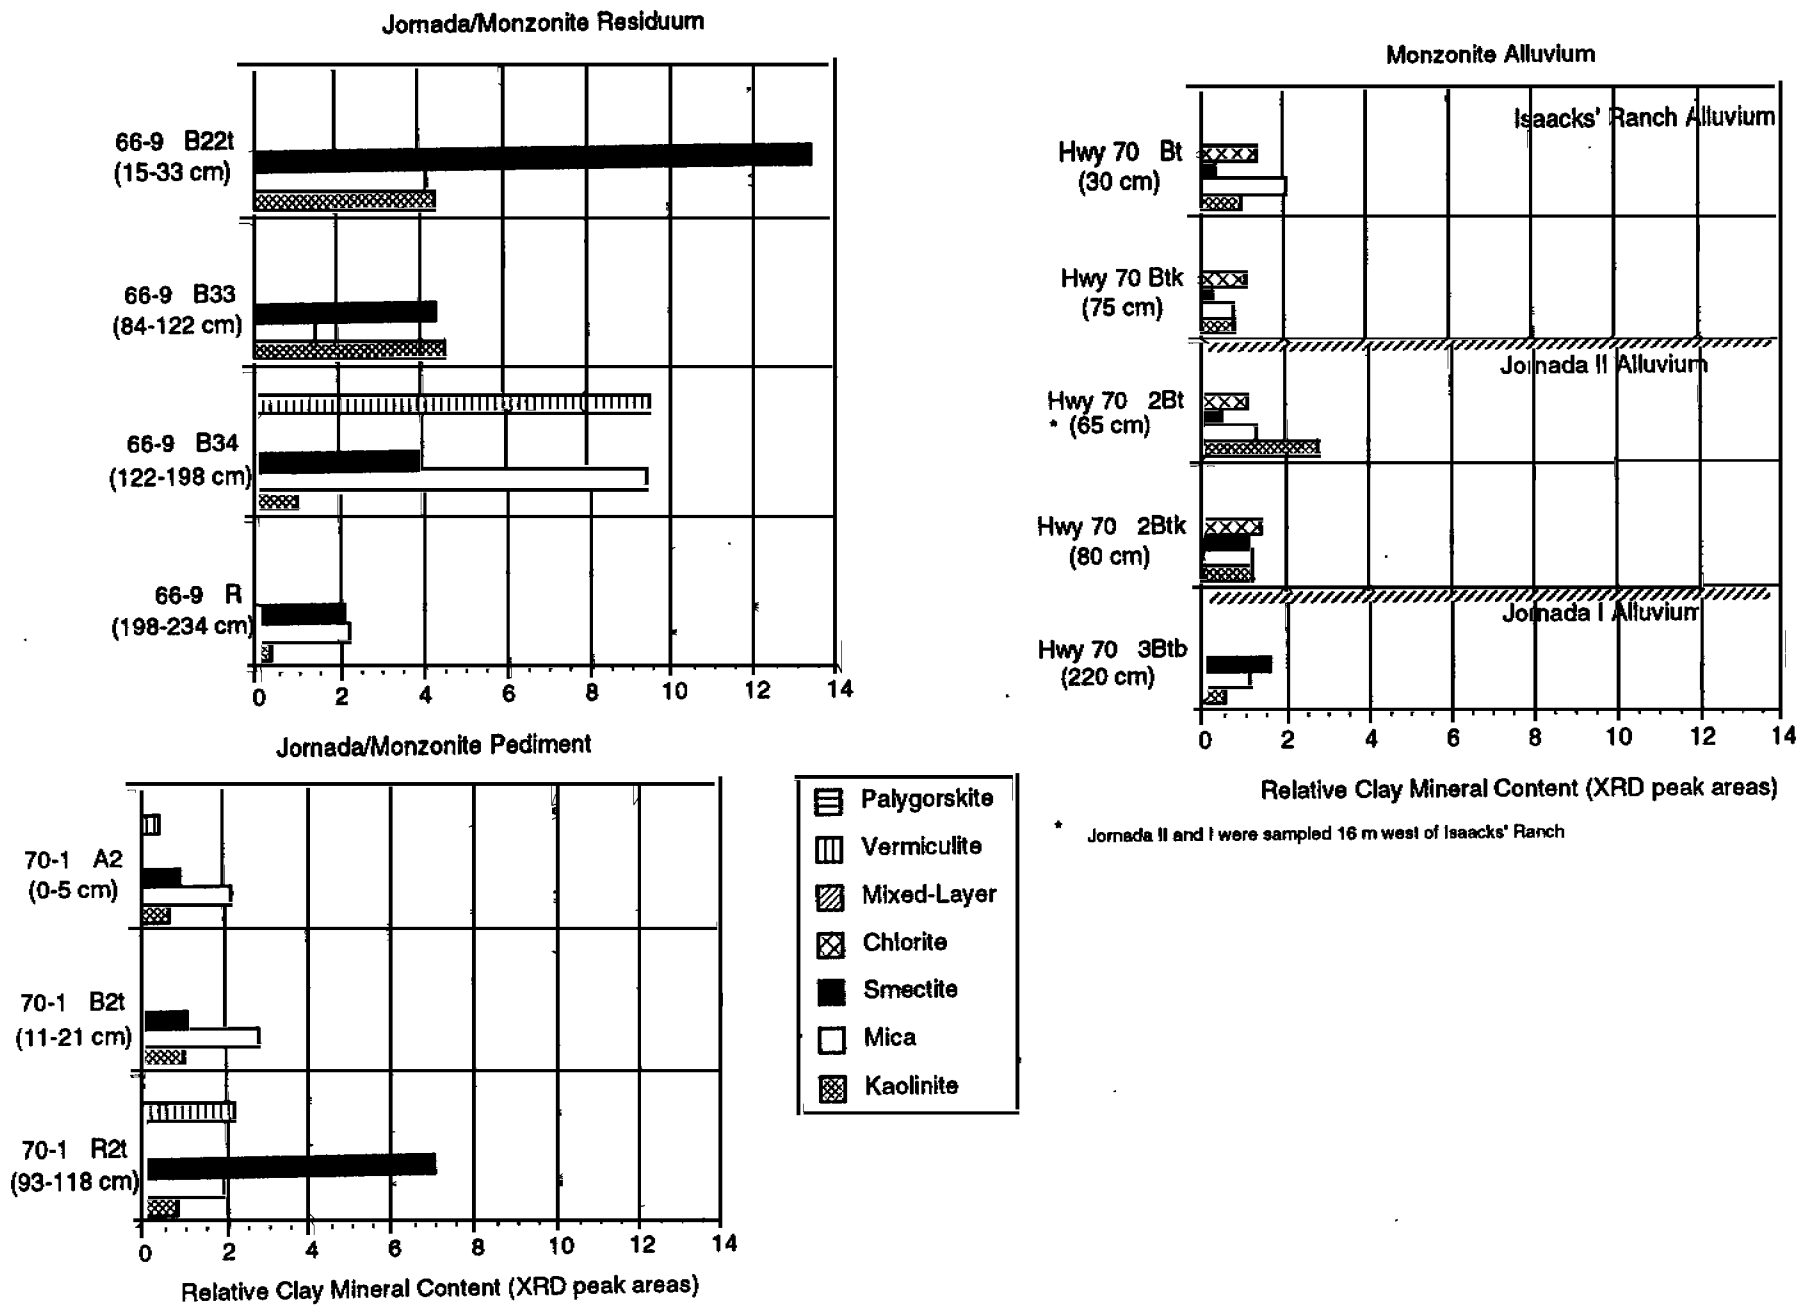 Jornada/Monzonite Residuum
66-9 B22t
(15-33 cm)
66-9 B33
(84-122 cm)
66-9 B34
(122-198 cm)
66-9 R
(198-234 cm)
0 2 4 6 8 10 12 14
Jornada/Monzonite Pediment
70-1 A2
(0-5 cm)
70-1 B2t
(11-21 cm)
70-1 R2t
(93-118 cm)
0 2 4 6 8 10 12 14
Relative Clay Mineral Content (XRD peak areas)
Palygorskite
Vermiculite
Mixed-Layer
Chlorite
Smectite
Mica
Kaolinite
Monzonite Alluvium
Isaacks' Ranch Alluvium
Hwy 70 Bt
(30 cm)
Hwy 70 Btk
(75 cm)
Jornada II Alluvium
Hwy 70 2Bt
* (65 cm)
Hwy 70 2Btk
(80 cm)
Jornada I Alluvium
Hwy 70 3Btb
(220 cm)
0 2 4 6 8 10 12 14
Relative Clay Mineral Content (XRD peak areas)
* Jornada II and I were sampled 16 m west of Isaacks' Ranch